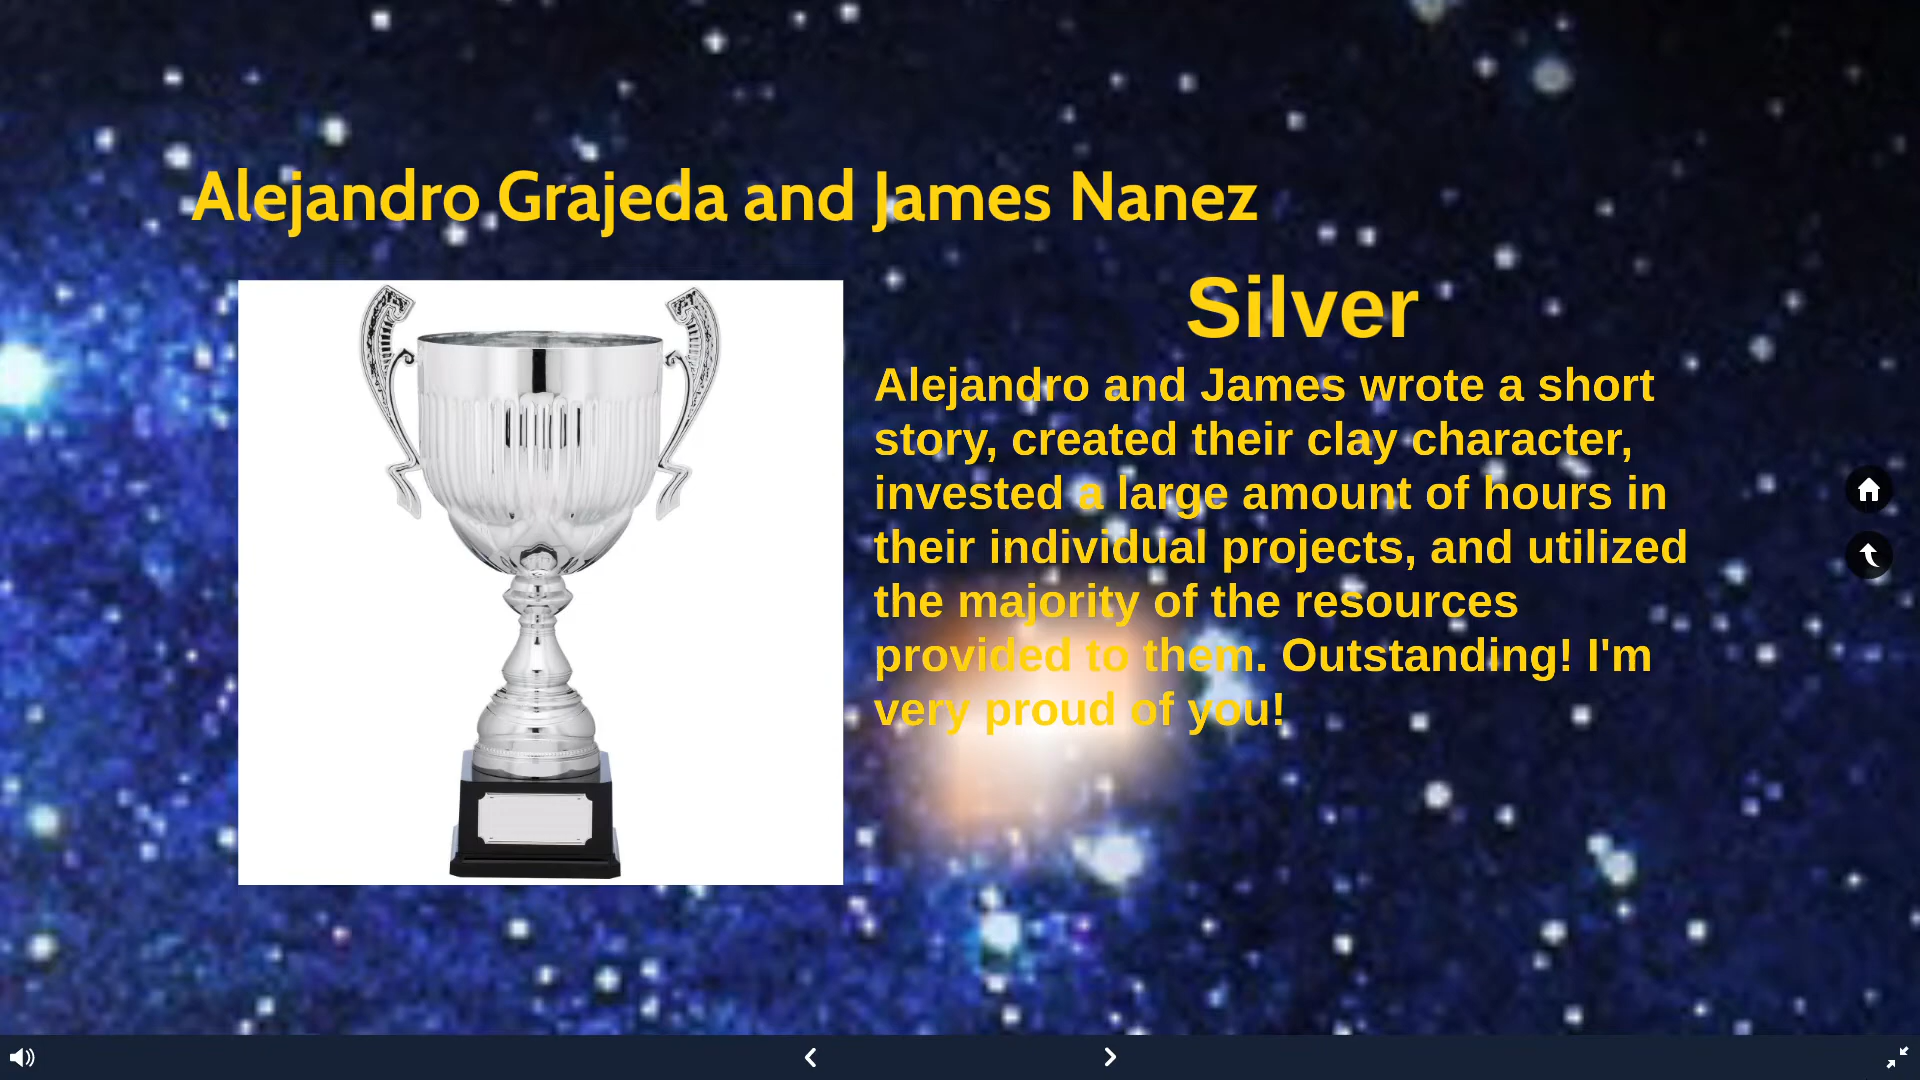 Alejandro Grajeda and James Nanez
Silver
Alejandro and James wrote a short
story, created their clay character,
invested a large amount of hours in
their individual projects, and utilized
the majority of the resources
provided to them. Outstanding! I'm
very proud of you!